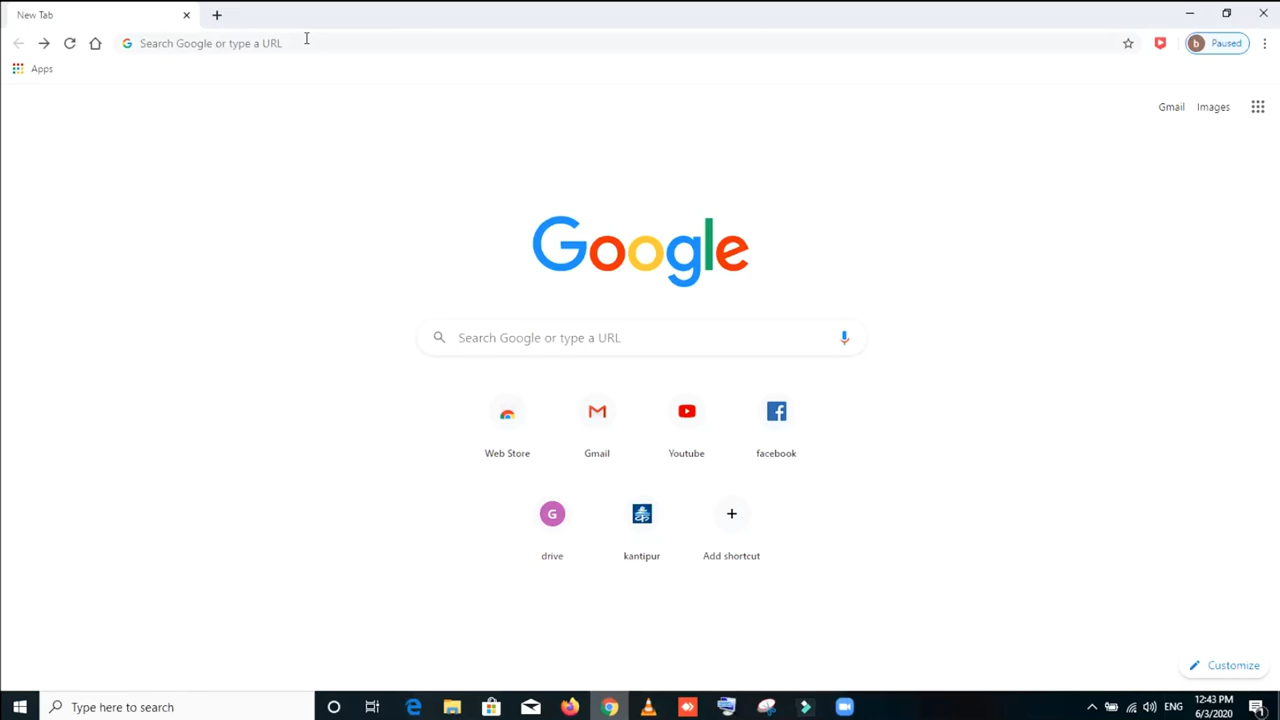 New Tab
Search Google or type a URL
b Paused
Apps
Gmail Images
Google
Search Google or type a URL
Web Store Gmail Youtube facebook
G
drive kantipur Add shortcut
Customize
Type here to search
ENG
12:43 PM
6/3/2020
1